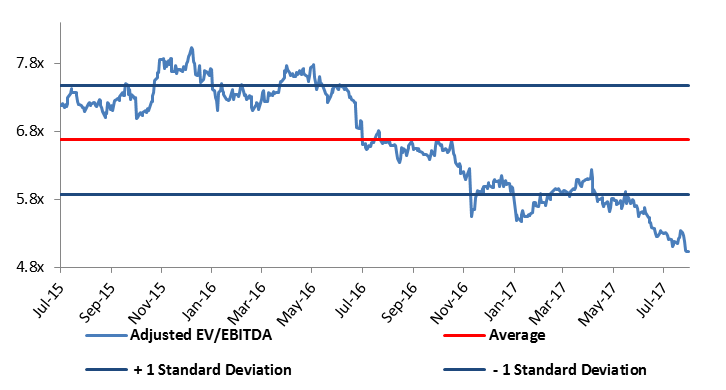 7.8x
6.8x
5.8x
4.8x
Jul-15 Sep-15 Nov-15 Jan-16 Mar-16 May-16 Jul-16 Sep-16 Nov-16 Jan-17 Mar-17 May-17 Jul-17
Adjusted EV/EBITDA Average
+ 1 Standard Deviation - 1 Standard Deviation